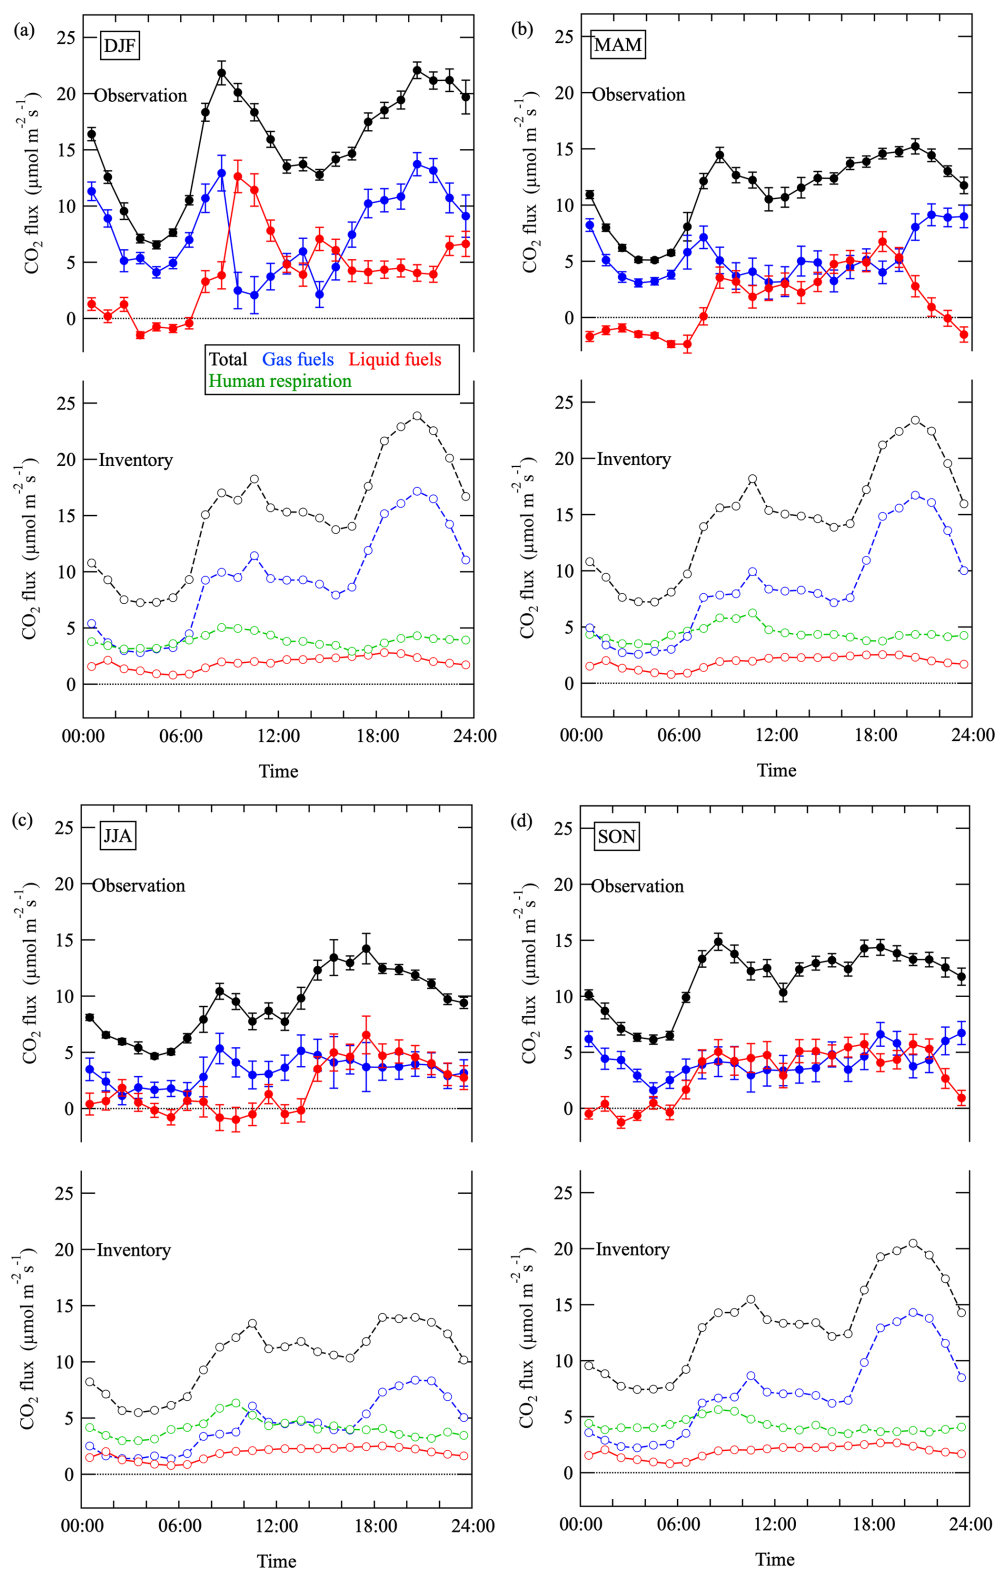 (a)
DJF
Observation
CO2 flux (µmol m-2 s-1)
25
20
15
10
5
0
Total Gas fuels Liquid fuels
Human respiration
Inventory
CO2 flux (µmol m-2 s-1)
25
20
15
10
5
0
00:00 06:00 12:00 18:00 24:00
Time
(b)
MAM
Observation
CO2 flux (µmol m-2 s-1)
25
20
15
10
5
0
Inventory
CO2 flux (µmol m-2 s-1)
25
20
15
10
5
0
00:00 06:00 12:00 18:00 24:00
Time
(c)
JJA
Observation
CO2 flux (µmol m-2 s-1)
25
20
15
10
5
0
Inventory
CO2 flux (µmol m-2 s-1)
25
20
15
10
5
0
00:00 06:00 12:00 18:00 24:00
Time
(d)
SON
Observation
CO2 flux (µmol m-2 s-1)
25
20
15
10
5
0
Inventory
CO2 flux (µmol m-2 s-1)
25
20
15
10
5
0
00:00 06:00 12:00 18:00 24:00
Time